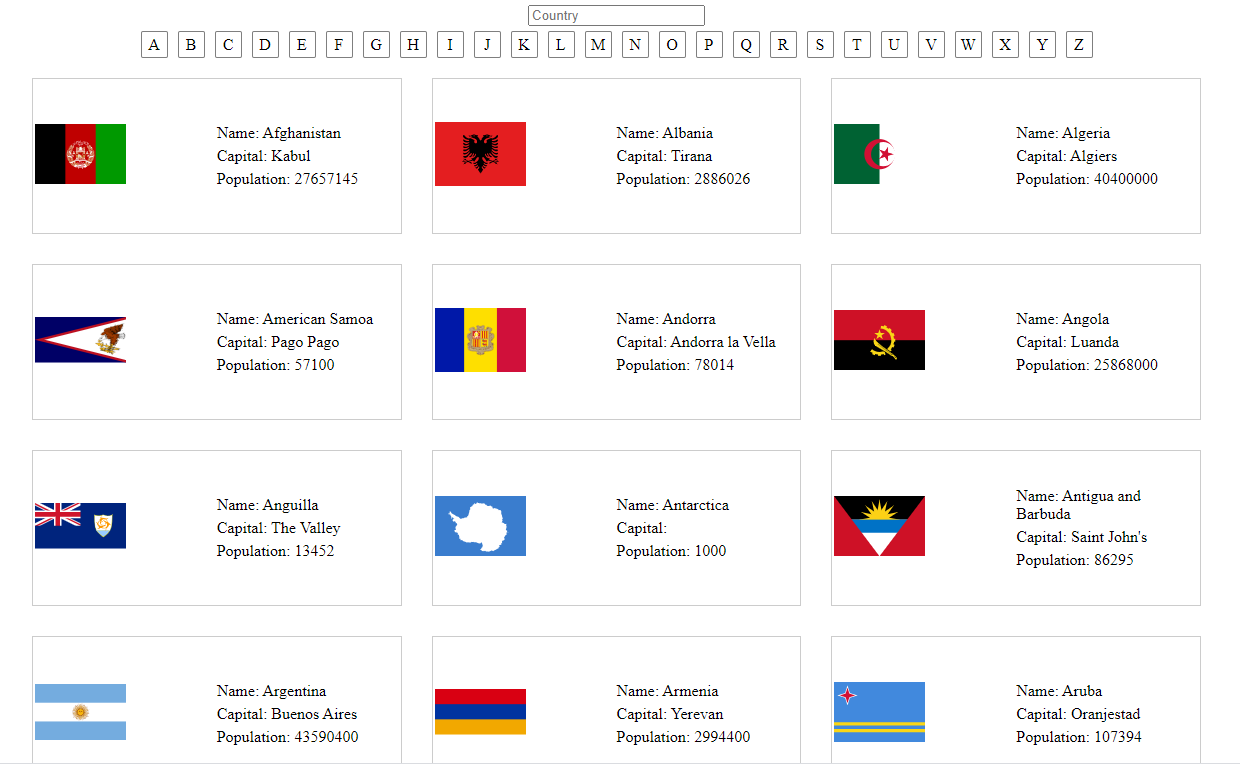 Country
A B C D E F G H I J K L M N O P Q R S T U V W X Y Z
Name: Afghanistan
Capital: Kabul
Population: 27657145
Name: Albania
Capital: Tirana
Population: 2886026
Name: Algeria
Capital: Algiers
Population: 40400000
Name: American Samoa
Capital: Pago Pago
Population: 57100
Name: Andorra
Capital: Andorra la Vella
Population: 78014
Name: Angola
Capital: Luanda
Population: 25868000
Name: Anguilla
Capital: The Valley
Population: 13452
Name: Antarctica
Capital:
Population: 1000
Name: Antigua and
Barbuda
Capital: Saint John's
Population: 86295
Name: Argentina
Capital: Buenos Aires
Population: 43590400
Name: Armenia
Capital: Yerevan
Population: 2994400
Name: Aruba
Capital: Oranjestad
Population: 107394